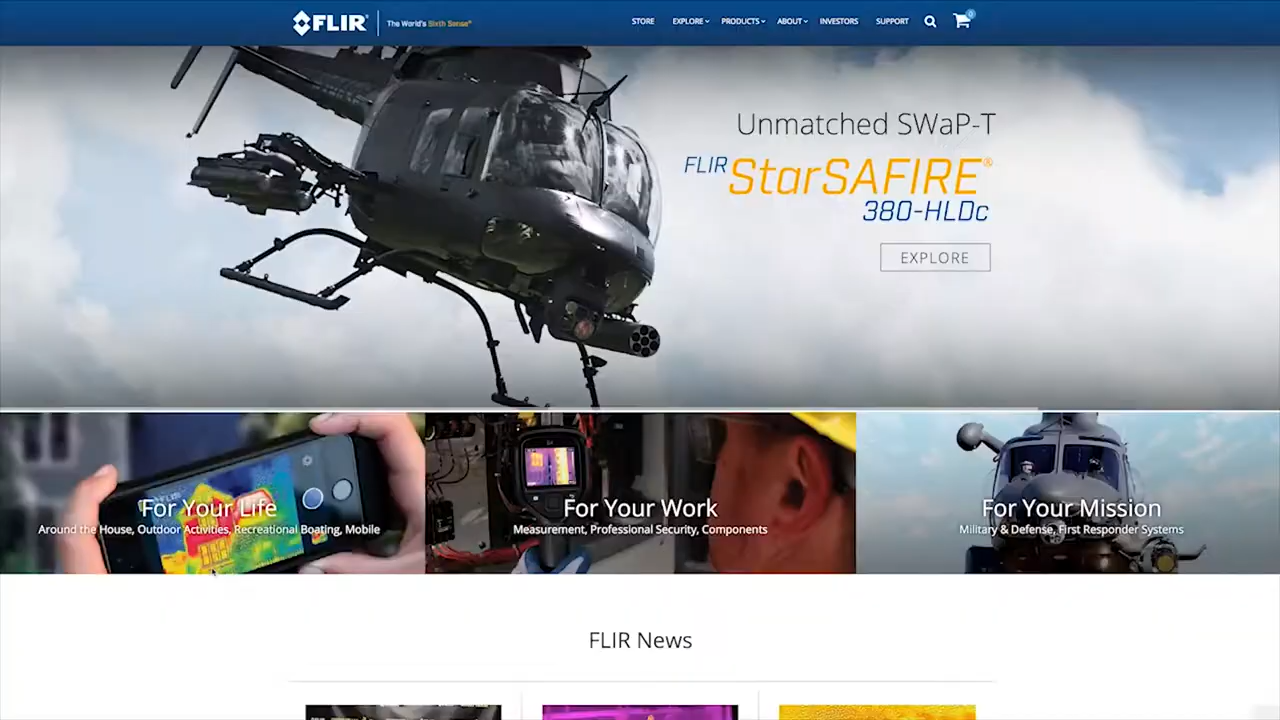 FLIR
The World's Sixth Sense®
STORE
EXPLORE
PRODUCTS
ABOUT
INVESTORS
SUPPORT
0
Unmatched SWaP-T
FLIR StarSAFIRE®
380-HLDc
EXPLORE
For Your Life
Around the House, Outdoor Activities, Recreational Boating, Mobile
For Your Work
Measurement, Professional Security, Components
For Your Mission
Military & Defense, First Responder Systems
FLIR News